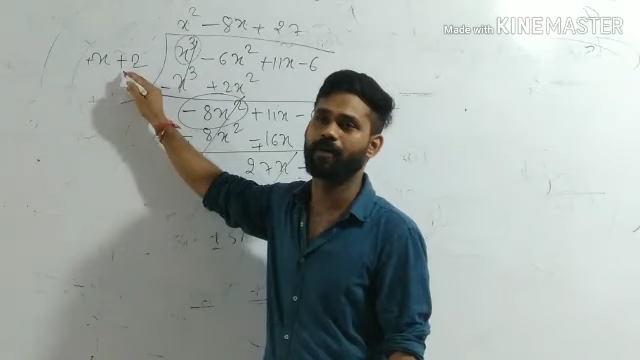 Made with KINEMASTER
x² − 8x + 27
+x + 2 x³ − 6x² + 11x − 6
− x³ + 2x²
− 8x² + 11x −
− 8x² − 16x
27x −